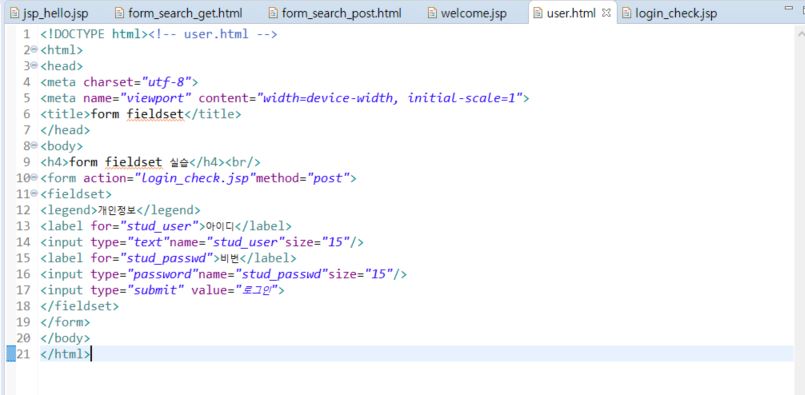 jsp_hello.jsp form_search_get.html form_search_post.html welcome.jsp user.html login_check.jsp
1 <!DOCTYPE html><!-- user.html -->
2 <html>
3 <head>
4 <meta charset="utf-8">
5 <meta name="viewport" content="width=device-width, initial-scale=1">
6 <title>form fieldset</title>
7 </head>
8 <body>
9 <h4>form fieldset 실습</h4><br/>
10 <form action="login_check.jsp"method="post">
11 <fieldset>
12 <legend>개인정보</legend>
13 <label for="stud_user">아이디</label>
14 <input type="text"name="stud_user"size="15"/>
15 <label for="stud_passwd">비번</label>
16 <input type="password"name="stud_passwd"size="15"/>
17 <input type="submit" value="로그인">
18 </fieldset>
19 </form>
20 </body>
21 </html>